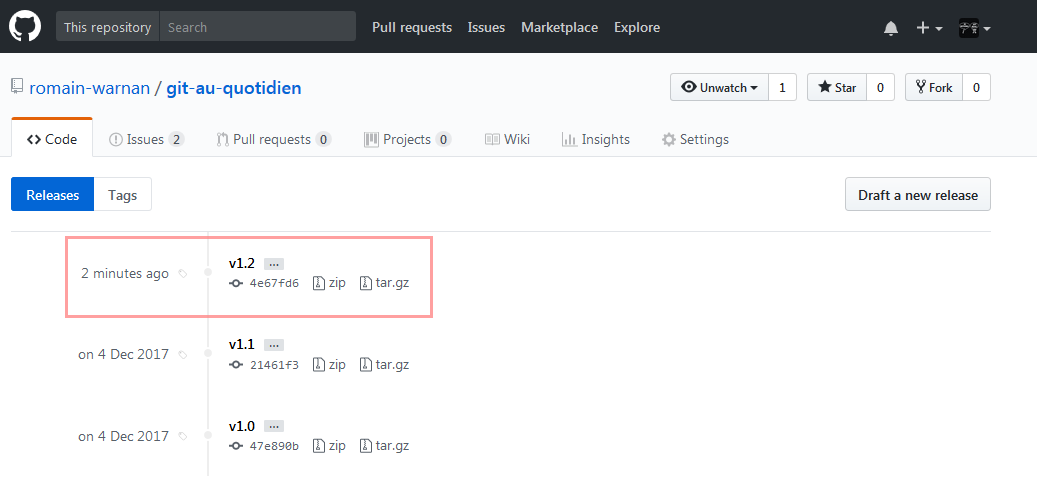 This repository Search Pull requests Issues Marketplace Explore
romain-warnan / git-au-quotidien Unwatch 1 Star 0 Fork 0
Code Issues 2 Pull requests 0 Projects 0 Wiki Insights Settings
Releases Tags Draft a new release
2 minutes ago v1.2 ...
4e67fd6 zip tar.gz
on 4 Dec 2017 v1.1 ...
21461f3 zip tar.gz
on 4 Dec 2017 v1.0 ...
47e890b zip tar.gz